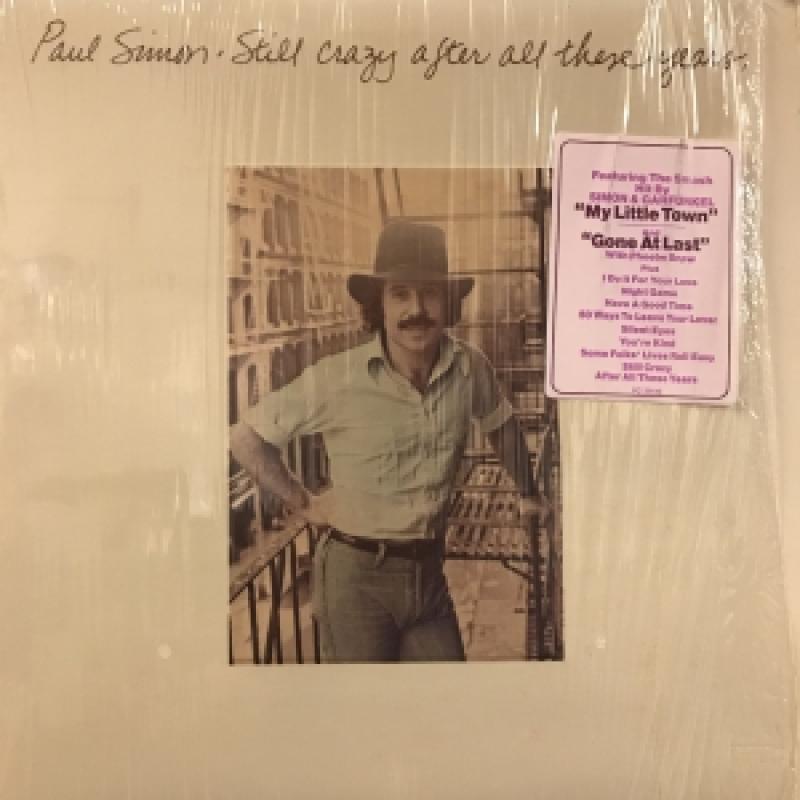 Paul Simon · Still crazy after all these years.
Featuring The Smash
Hit By
SIMON & GARFUNKEL
"My Little Town"
and
"Gone At Last"
With Phoebe Snow
Plus
I Do It For Your Love
Night Game
Have A Good Time
50 Ways To Leave Your Lover
Silent Eyes
You're Kind
Some Folks' Lives Roll Easy
Still Crazy
After All These Years